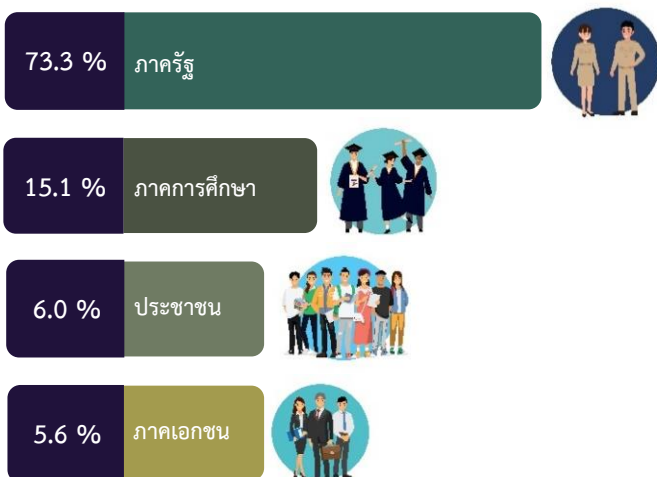 73.3 % ภาครัฐ
15.1 % ภาคการศึกษา
6.0 % ประชาชน
5.6 % ภาคเอกชน